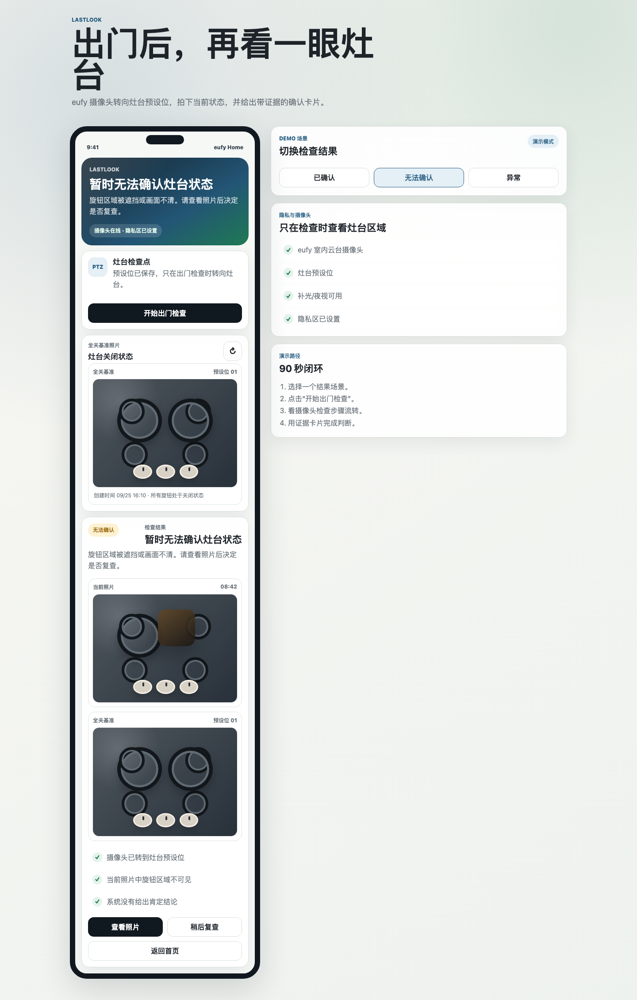 LASTLOOK
出门后，再看一眼灶
台
eufy 摄像头转向灶台预设位，拍下当前状态，并给出带证据的确认卡片。
9:41
eufy Home
LASTLOOK
暂时无法确认灶台状态
旋钮区域被遮挡或画面不清。请查看照片后决定
是否复查。
摄像头在线 · 隐私区已设置
PTZ
灶台检查点
预设位已保存，只在出门检查时转向灶
台。
开始出门检查
全关基准照片
灶台关闭状态
↻
全关基准
预设位 01
创建时间 09/25 16:10 · 所有旋钮处于关闭状态
无法确认
检查结果
暂时无法确认灶台状态
旋钮区域被遮挡或画面不清。请查看照片后决定
是否复查。
当前照片
08:42
全关基准
预设位 01
摄像头已转到灶台预设位
当前照片中旋钮区域不可见
系统没有给出肯定结论
查看照片
稍后复查
返回首页
DEMO 场景
切换检查结果
演示模式
已确认
无法确认
异常
隐私与摄像头
只在检查时查看灶台区域
eufy 室内云台摄像头
灶台预设位
补光/夜视可用
隐私区已设置
演示路径
90 秒闭环
1. 选择一个结果场景。
2. 点击“开始出门检查”。
3. 看摄像头检查步骤流转。
4. 用证据卡片完成判断。